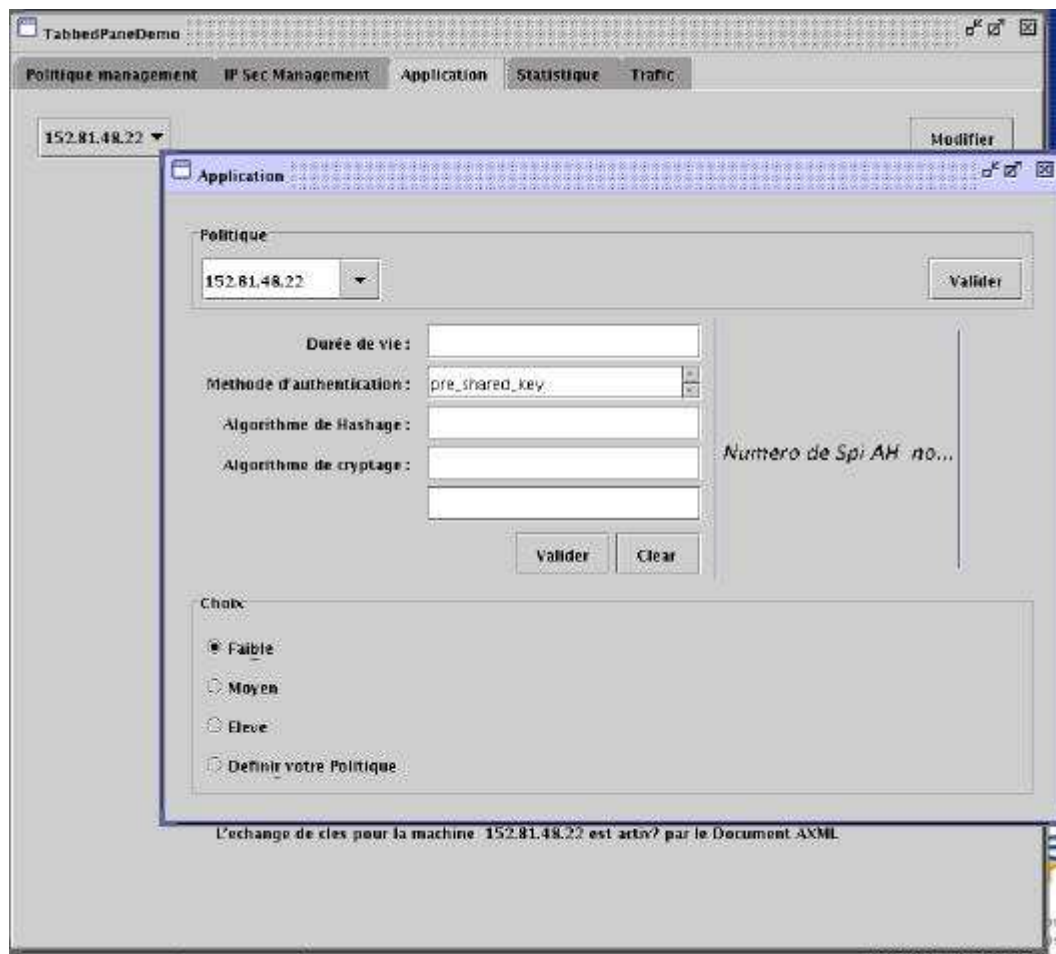 TabbedPaneDemo
Politique management IP Sec Management Application Statistique Trafic
152.81.48.22 Modifier
Application
Politique
152.81.48.22 Valider
Durée de vie :
Methode d'authentication : pre_shared_key
Algorithme de Hashage :
Numero de Spi AH no...
Algorithme de cryptage :
Valider Clear
Choix
Faible
Moyen
Eleve
Definir votre Politique
L'echange de cles pour la machine 152.81.48.22 est activ? par le Document AXML